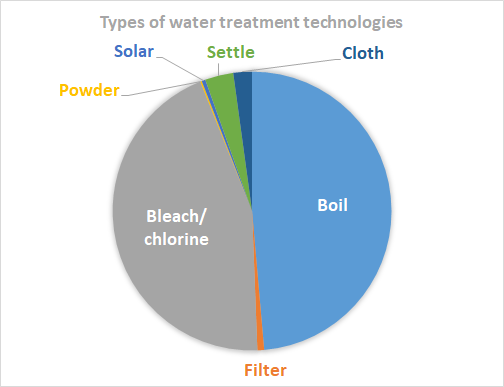 Types of water treatment technologies
Solar
Settle
Cloth
Powder
Boil
Bleach/
chlorine
Filter